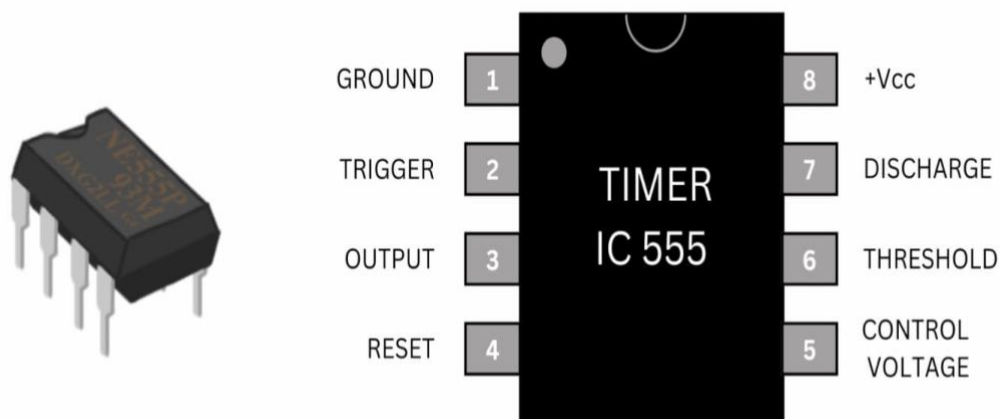 GROUND
1
TRIGGER
2
OUTPUT
3
RESET
4
TIMER
IC 555
8
+Vcc
7
DISCHARGE
6
THRESHOLD
5
CONTROL
VOLTAGE
NE555P
93M